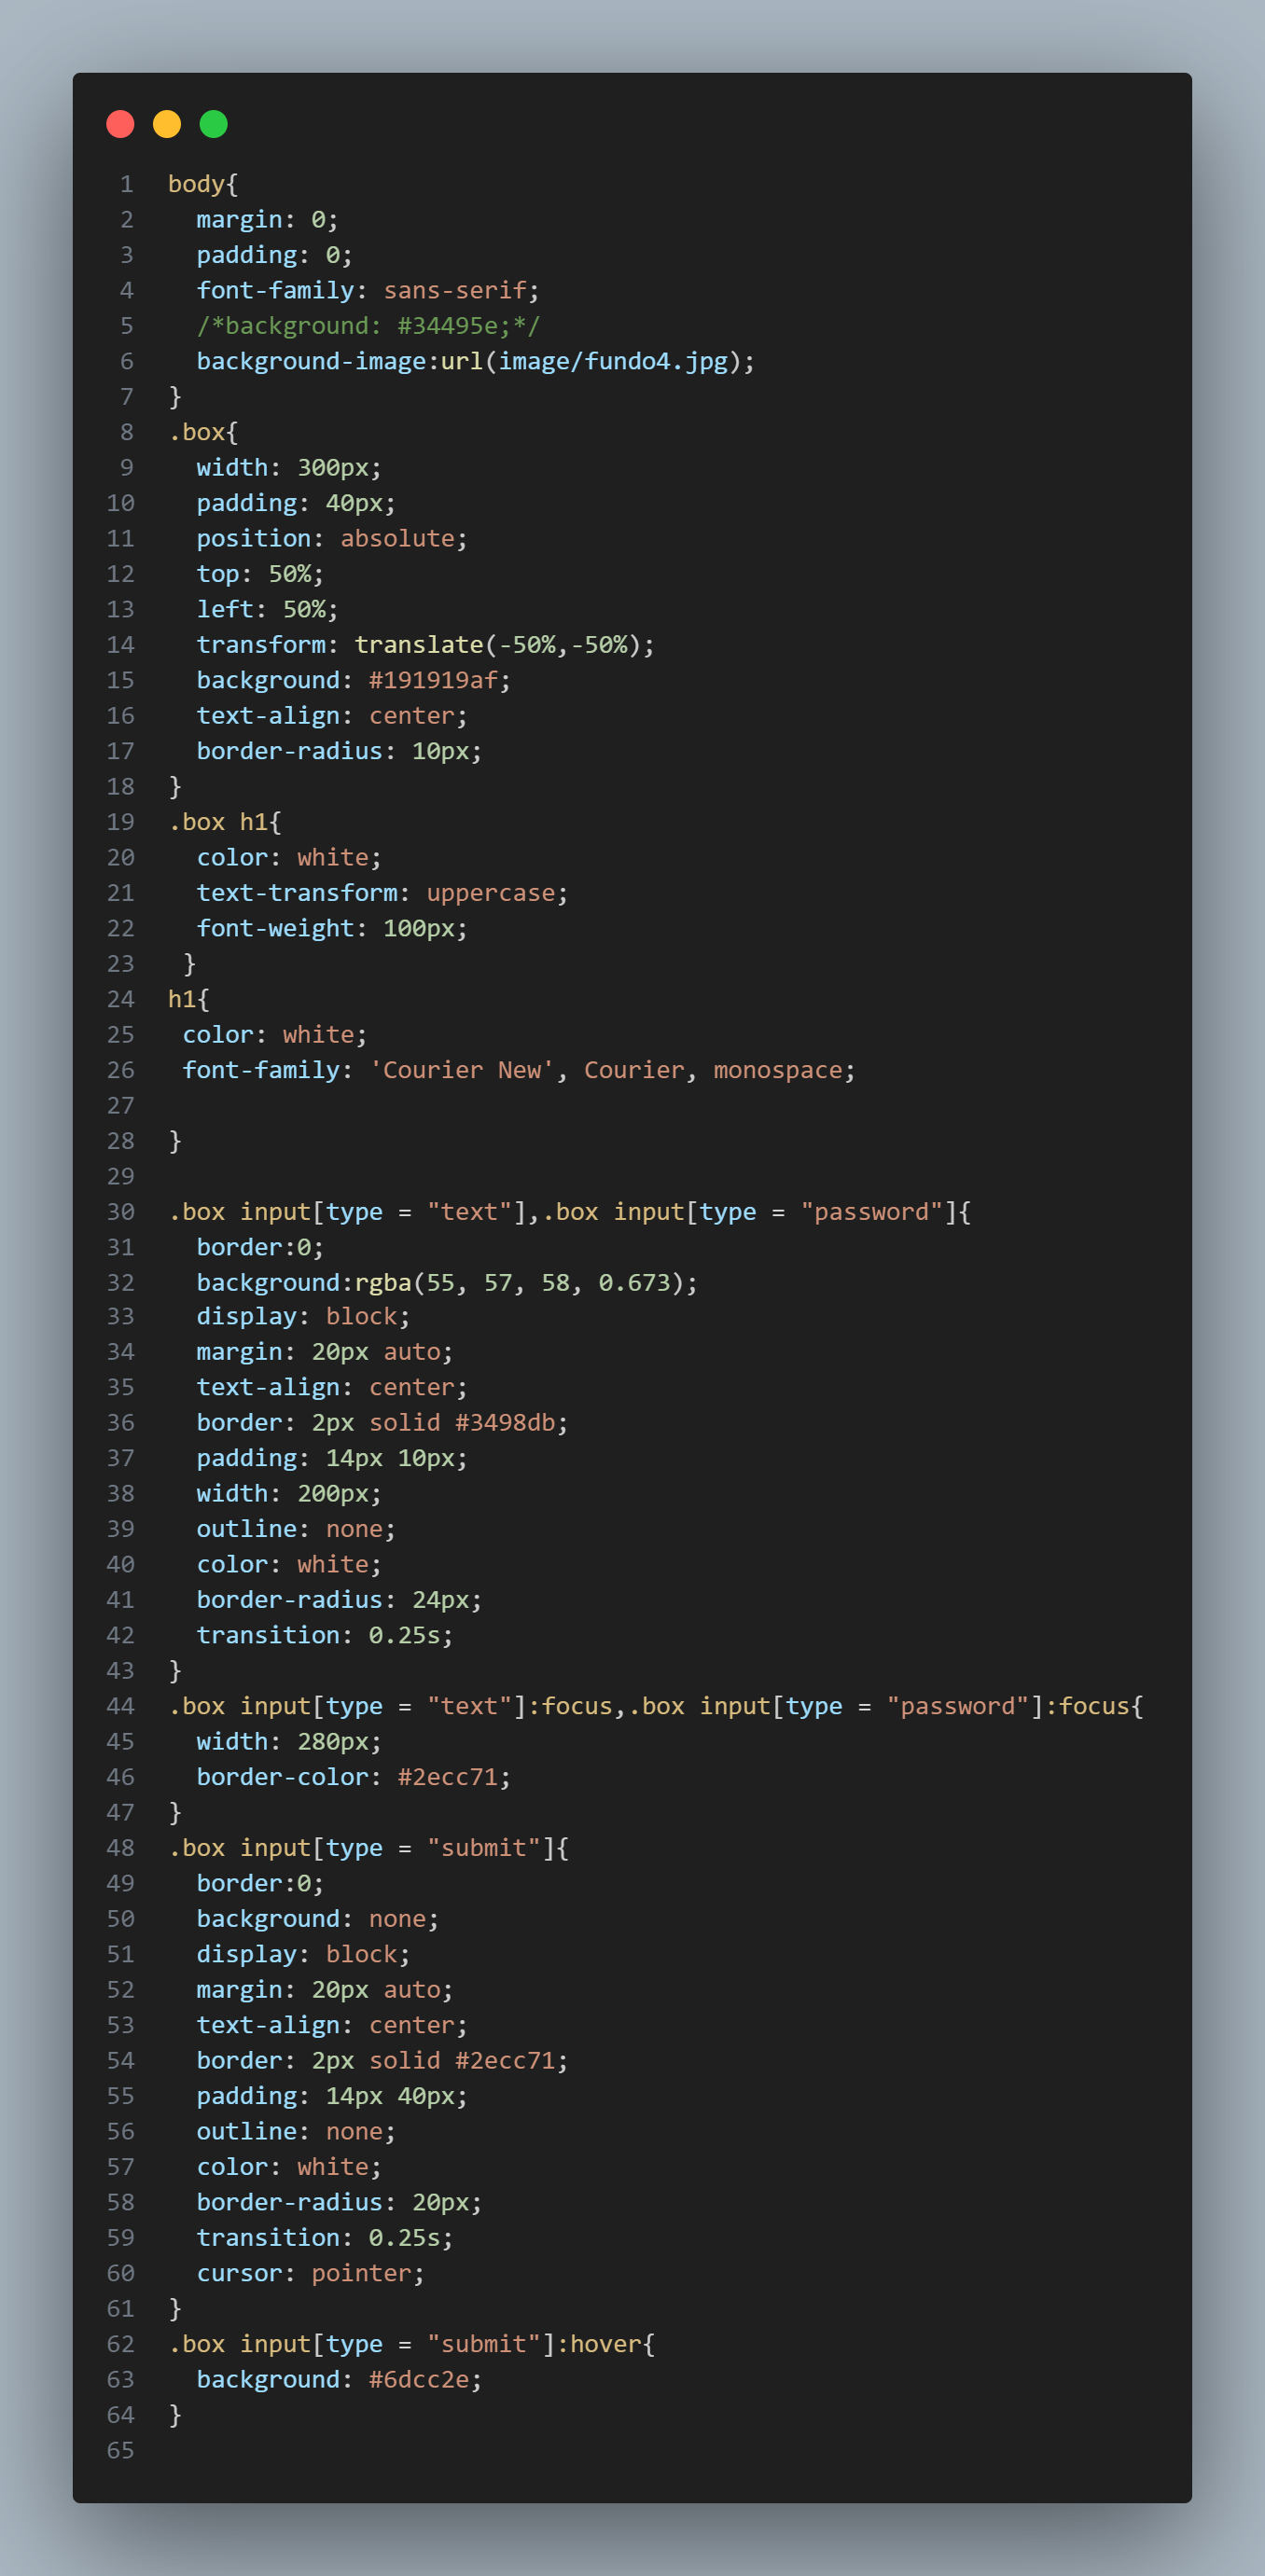 1 body{
2   margin: 0;
3   padding: 0;
4   font-family: sans-serif;
5   /*background: #34495e;*/
6   background-image:url(image/fundo4.jpg);
7 }
8 .box{
9   width: 300px;
10   padding: 40px;
11   position: absolute;
12   top: 50%;
13   left: 50%;
14   transform: translate(-50%,-50%);
15   background: #191919af;
16   text-align: center;
17   border-radius: 10px;
18 }
19 .box h1{
20   color: white;
21   text-transform: uppercase;
22   font-weight: 100px;
23  }
24 h1{
25  color: white;
26  font-family: 'Courier New', Courier, monospace;
27
28 }
29
30 .box input[type = "text"],.box input[type = "password"]{
31   border:0;
32   background:rgba(55, 57, 58, 0.673);
33   display: block;
34   margin: 20px auto;
35   text-align: center;
36   border: 2px solid #3498db;
37   padding: 14px 10px;
38   width: 200px;
39   outline: none;
40   color: white;
41   border-radius: 24px;
42   transition: 0.25s;
43 }
44 .box input[type = "text"]:focus,.box input[type = "password"]:focus{
45   width: 280px;
46   border-color: #2ecc71;
47 }
48 .box input[type = "submit"]{
49   border:0;
50   background: none;
51   display: block;
52   margin: 20px auto;
53   text-align: center;
54   border: 2px solid #2ecc71;
55   padding: 14px 40px;
56   outline: none;
57   color: white;
58   border-radius: 20px;
59   transition: 0.25s;
60   cursor: pointer;
61 }
62 .box input[type = "submit"]:hover{
63   background: #6dcc2e;
64 }
65